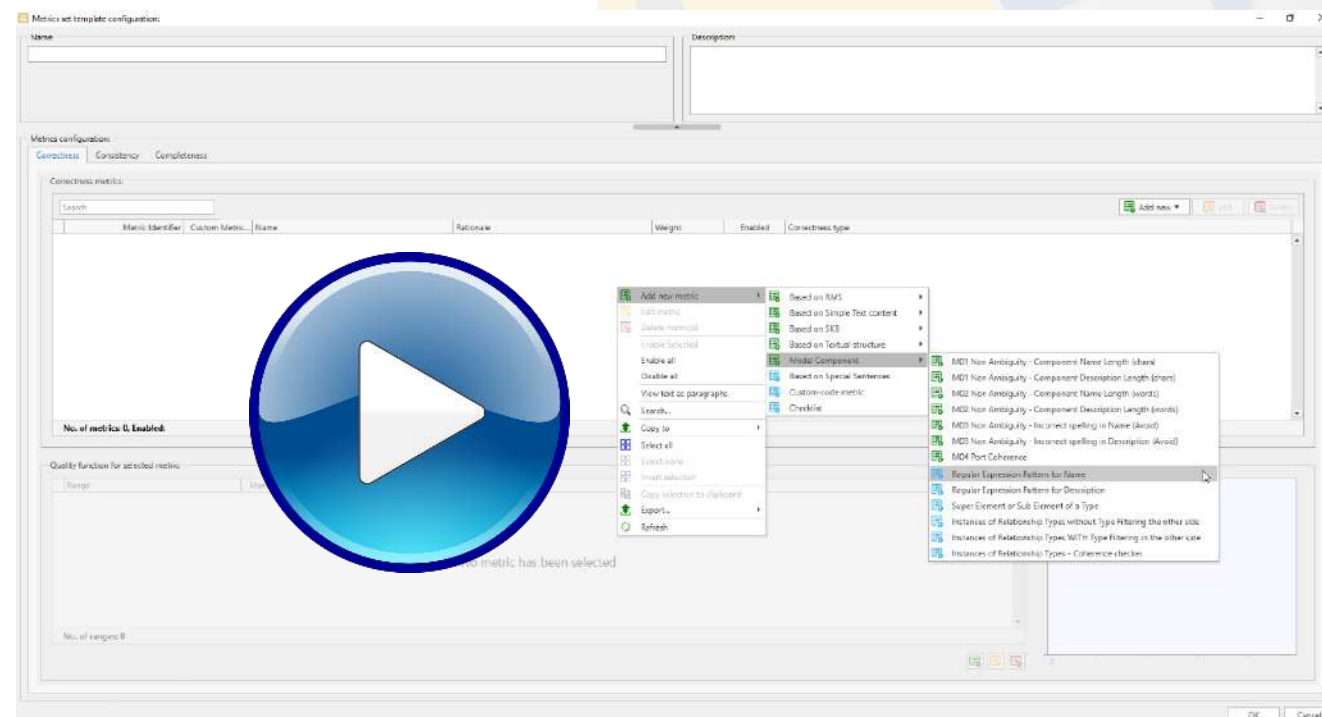 Metrics set template configuration:
Name
Description:
Metrics configuration:
Correctness Consistency Completeness
Correctness metrics:
Search
Add new
Edit
Delete
Metric Identifier Custom Metric... Name Rationale Weight Enabled Correctness type
Add new metric
Edit metric
Delete metric(s)
Enable Selected
Enable all
Disable all
View text as paragraphs
Search...
Copy to
Select all
Select none
Invert selection
Copy selection to clipboard
Export...
Refresh
Based on RMS
Based on Simple Text content
Based on SKB
Based on Textual structure
Model Component
Based on Special Sentences
Custom-code metric
Checklist
MD1 Non Ambiguity - Component Name Length (chars)
MD1 Non Ambiguity - Component Description Length (chars)
MD2 Non Ambiguity - Component Name Length (words)
MD2 Non Ambiguity - Component Description Length (words)
MD3 Non Ambiguity - Incorrect spelling in Name (Avoid)
MD3 Non Ambiguity - Incorrect spelling in Description (Avoid)
MD4 Port Coherence
Regular Expression Pattern for Name
Regular Expression Pattern for Description
Super Element or Sub Element of a Type
Instances of Relationship Types without Type Filtering the other side
Instances of Relationship Types WITH Type Filtering in the other side
Instances of Relationship Types - Coherence checker
No. of metrics: 0, Enabled:
Quality function for selected metric:
Range
No metric has been selected
No. of ranges: 0
OK Cancel